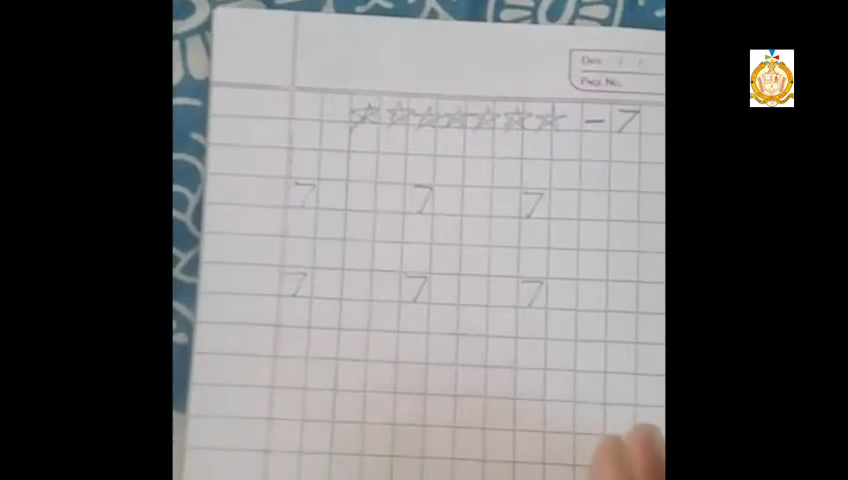 Date / /
Page No.
☆☆☆☆☆☆☆ - 7
7 7 7
7 7 7